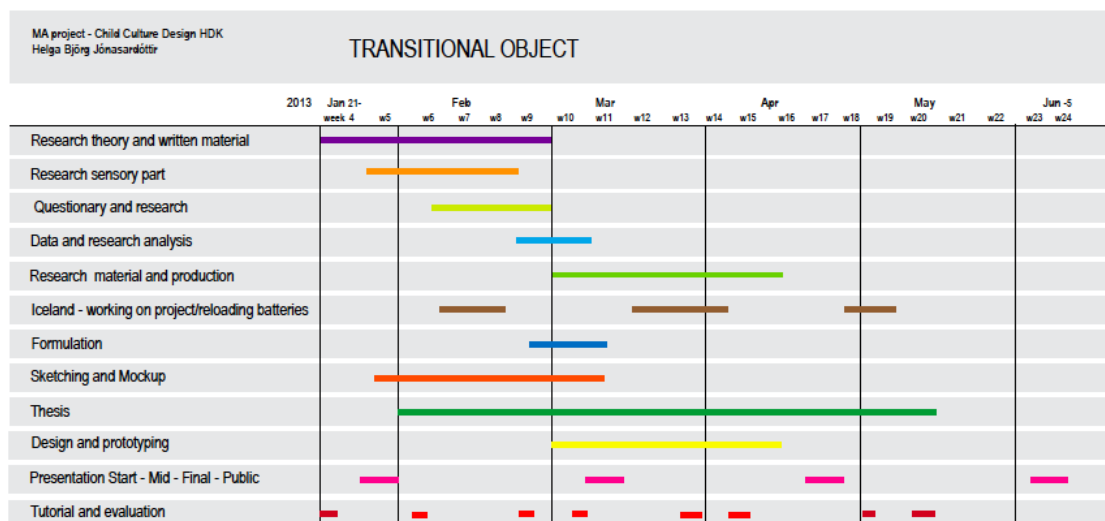 MA project - Child Culture Design HDK
Helga Björg Jónasardóttir
TRANSITIONAL OBJECT
2013 Jan 21- Feb Mar Apr May Jun -5
week 4 w5 w6 w7 w8 w9 w10 w11 w12 w13 w14 w15 w16 w17 w18 w19 w20 w21 w22 w23 w24
Research theory and written material
Research sensory part
Questionary and research
Data and research analysis
Research material and production
Iceland - working on project/reloading batteries
Formulation
Sketching and Mockup
Thesis
Design and prototyping
Presentation Start - Mid - Final - Public
Tutorial and evaluation